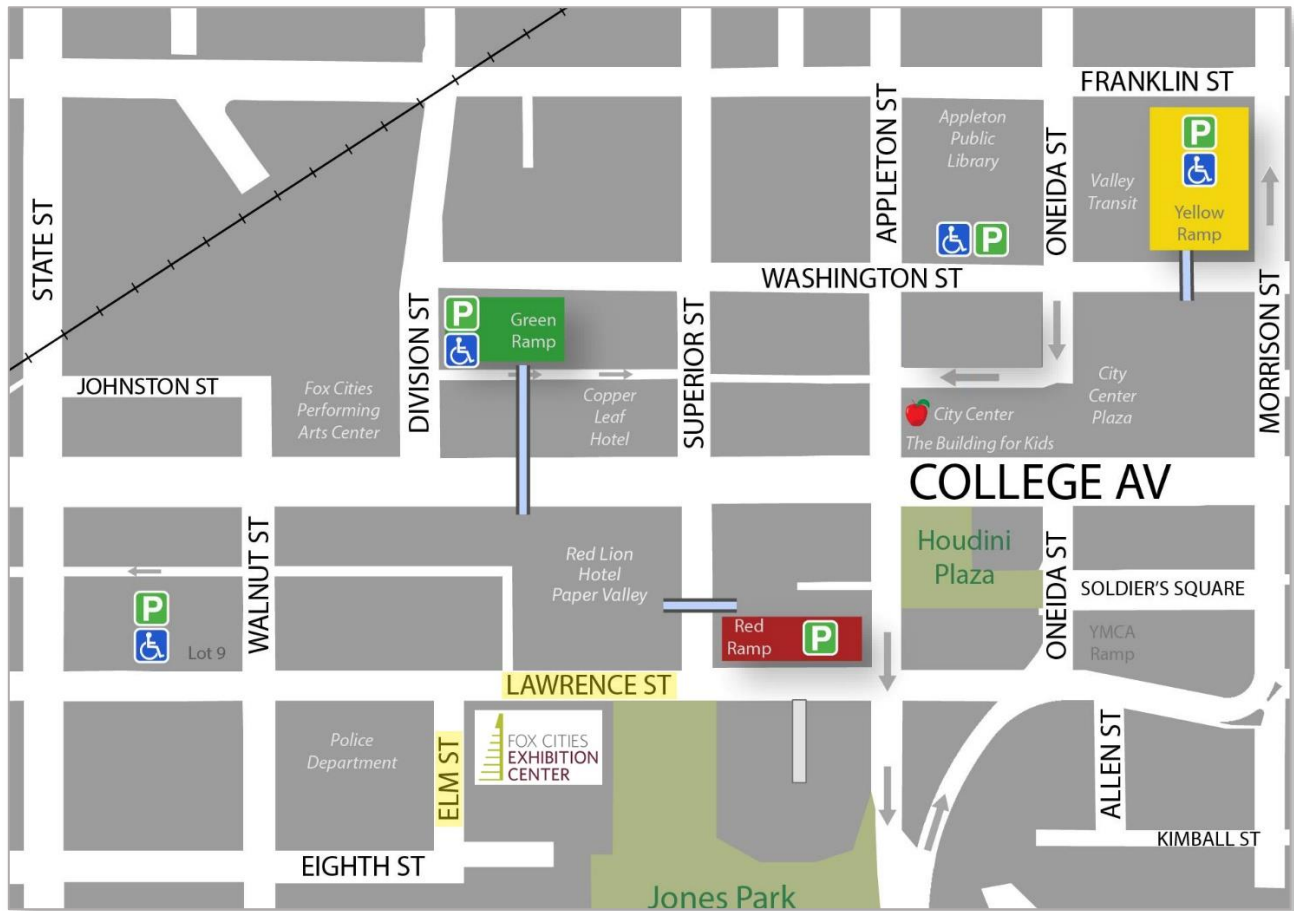 FRANKLIN ST
STATE ST
DIVISION ST
SUPERIOR ST
APPLETON ST
ONEIDA ST
MORRISON ST
Appleton
Public
Library
Valley
Transit
P
Yellow
Ramp
P
WASHINGTON ST
P
Green
Ramp
JOHNSTON ST
Fox Cities
Performing
Arts Center
Copper
Leaf
Hotel
City
Center
Plaza
City Center
The Building for Kids
COLLEGE AV
WALNUT ST
Red Lion
Hotel
Paper Valley
Houdini
Plaza
ONEIDA ST
SOLDIER'S SQUARE
P
Lot 9
Red
Ramp
P
YMCA
Ramp
LAWRENCE ST
Police
Department
ELM ST
FOX CITIES
EXHIBITION
CENTER
ALLEN ST
KIMBALL ST
EIGHTH ST
Jones Park